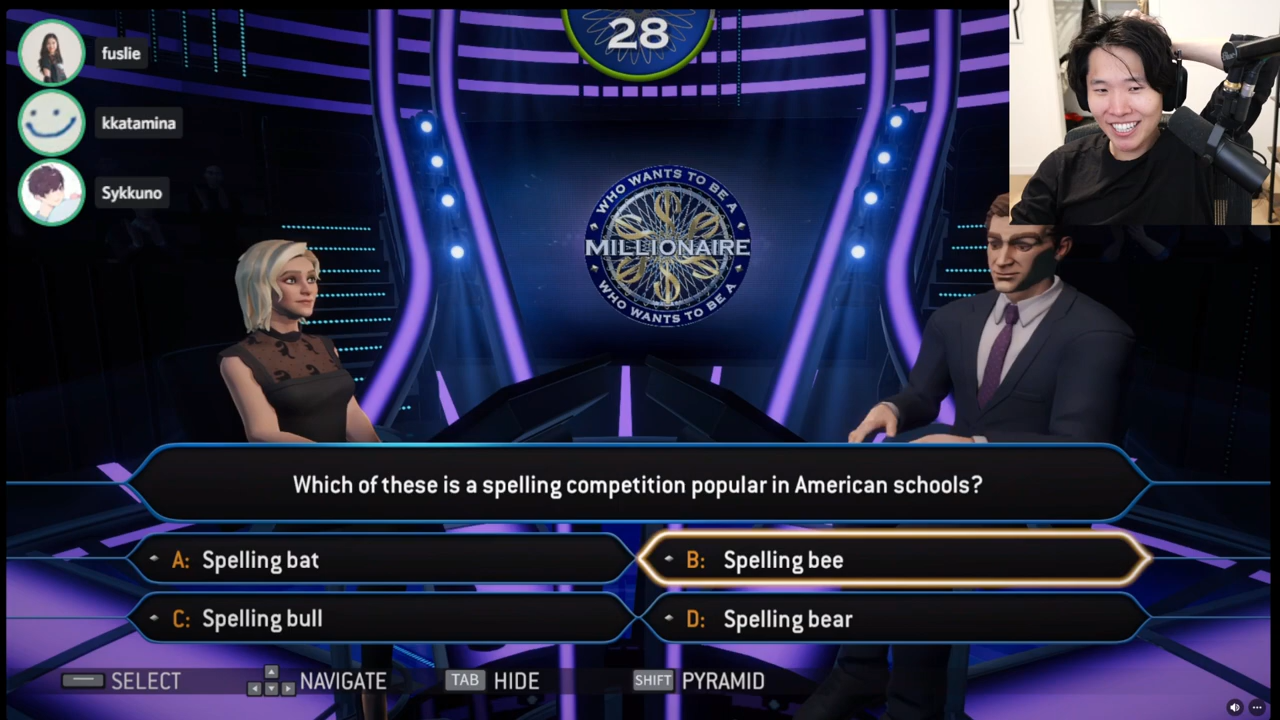 fuslie
kkatamina
Sykkuno
28
WHO WANTS TO BE A
MILLIONAIRE
WHO WANTS TO BE A
Which of these is a spelling competition popular in American schools?
A: Spelling bat
B: Spelling bee
C: Spelling bull
D: Spelling bear
SELECT
NAVIGATE
TAB HIDE
SHIFT PYRAMID